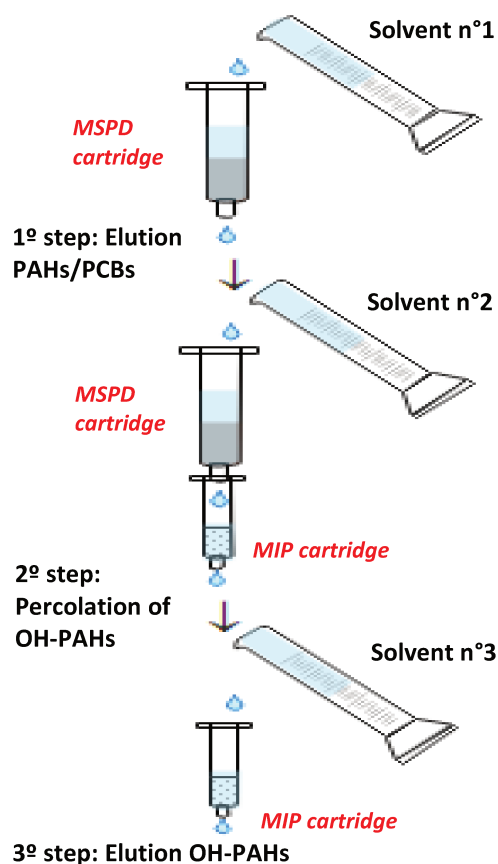 Solvent n°1
MSPD
cartridge
1º step: Elution
PAHs/PCBs
Solvent n°2
MSPD
cartridge
MIP cartridge
2º step:
Percolation of
OH-PAHs
Solvent n°3
MIP cartridge
3º step: Elution OH-PAHs